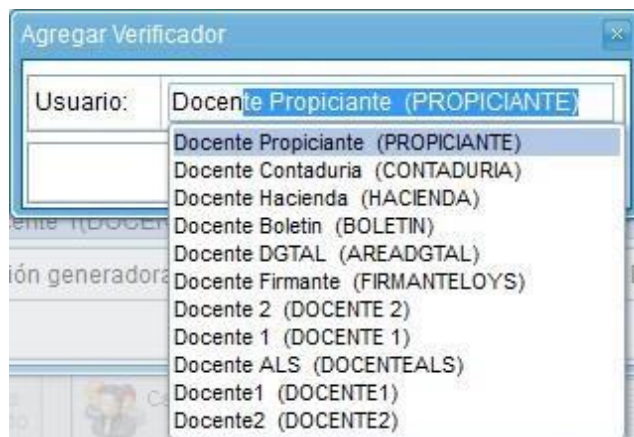 Agregar Verificador
Usuario: Docente Propiciante (PROPICIANTE)
Docente Propiciante (PROPICIANTE)
Docente Contaduria (CONTADURIA)
Docente Hacienda (HACIENDA)
Docente Boletin (BOLETIN)
Docente DGTAL (AREADGTAL)
ión generadora
Docente Firmante (FIRMANTELOYS)
Docente 2 (DOCENTE 2)
Docente 1 (DOCENTE 1)
Docente ALS (DOCENTEALS)
Docente1 (DOCENTE1)
Docente2 (DOCENTE2)